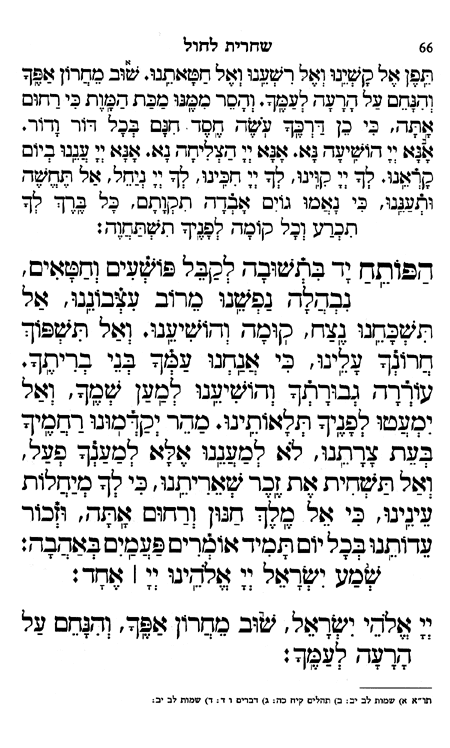 66
שחרית לחול
תֵּפֶן אֶל קָשְׁיֵנוּ וְאֶל רִשְׁעֵנוּ וְאֶל חַטָּאתֵנוּ. שׁוּב מֵחֲרוֹן אַפֶּךָ
וְהִנָּחֵם עַל הָרָעָה לְעַמֶּךָ. וְהָסֵר מִמֶּנּוּ מַכַּת הַמָּוֶת כִּי רַחוּם
אָתָּה, כִּי כֵן דַּרְכֶּךָ עֹשֶׂה חֶסֶד חִנָּם בְּכָל דּוֹר וָדוֹר.
אָנָּא יְיָ הוֹשִׁיעָה נָּא. אָנָּא יְיָ הַצְלִיחָה נָא. אָנָּא יְיָ עֲנֵנוּ בְיוֹם
קָרְאֵנוּ. לְךָ יְיָ קִוִּינוּ, לְךָ יְיָ חִכִּינוּ, לְךָ יְיָ נְיַחֵל, אַל תֶּחֱשֶׁה
וּתְעַנֵּנוּ, כִּי נָאֲמוּ גוֹיִם אָבְדָה תִקְוָתָם, כָּל בֶּרֶךְ לְךָ
תִכְרַע וְכָל קוֹמָה לְפָנֶיךָ תִשְׁתַּחֲוֶה:
הַפּוֹתֵחַ יָד בִּתְשׁוּבָה לְקַבֵּל פּוֹשְׁעִים וְחַטָּאִים,
נִבְהֲלָה נַפְשֵׁנוּ מֵרוֹב עִצְּבוֹנֵנוּ, אַל
תִּשְׁכָּחֵנוּ נֶצַח, קוּמָה וְהוֹשִׁיעֵנוּ. וְאַל תִּשְׁפּוֹךְ
חֲרוֹנְךָ עָלֵינוּ, כִּי אֲנַחְנוּ עַמְּךָ בְּנֵי בְרִיתֶךָ.
עוֹרְרָה גְבוּרָתְךָ וְהוֹשִׁיעֵנוּ לְמַעַן שְׁמֶךָ, וְאַל
יִמְעֲטוּ לְפָנֶיךָ תְּלָאוֹתֵינוּ. מַהֵר יְקַדְּמוּנוּ רַחֲמֶיךָ
בְּעֵת צָרָתֵנוּ, לֹא לְמַעֲנֵנוּ אֶלָּא לְמַעַנְךָ פְעַל,
וְאַל תַּשְׁחִית אֶת זֵכֶר שְׁאֵרִיתֵנוּ, כִּי לְךָ מְיַחֲלוֹת
עֵינֵינוּ, כִּי אֵל מֶלֶךְ חַנּוּן וְרַחוּם אָתָּה, וּזְכוֹר
עֵדוֹתֵנוּ בְּכָל יוֹם תָּמִיד אוֹמְרִים פַּעֲמַיִם בְּאַהֲבָה:
שְׁמַע יִשְׂרָאֵל יְיָ אֱלֹהֵינוּ יְיָ | אֶחָד:
יְיָ אֱלֹהֵי יִשְׂרָאֵל, שׁוּב מֵחֲרוֹן אַפֶּךָ, וְהִנָּחֵם עַל
הָרָעָה לְעַמֶּךָ:
תו״א א) שמות לב יב: ב) תהלים קיח כה: ג) דברים ו ד: ד) שמות לב יב: